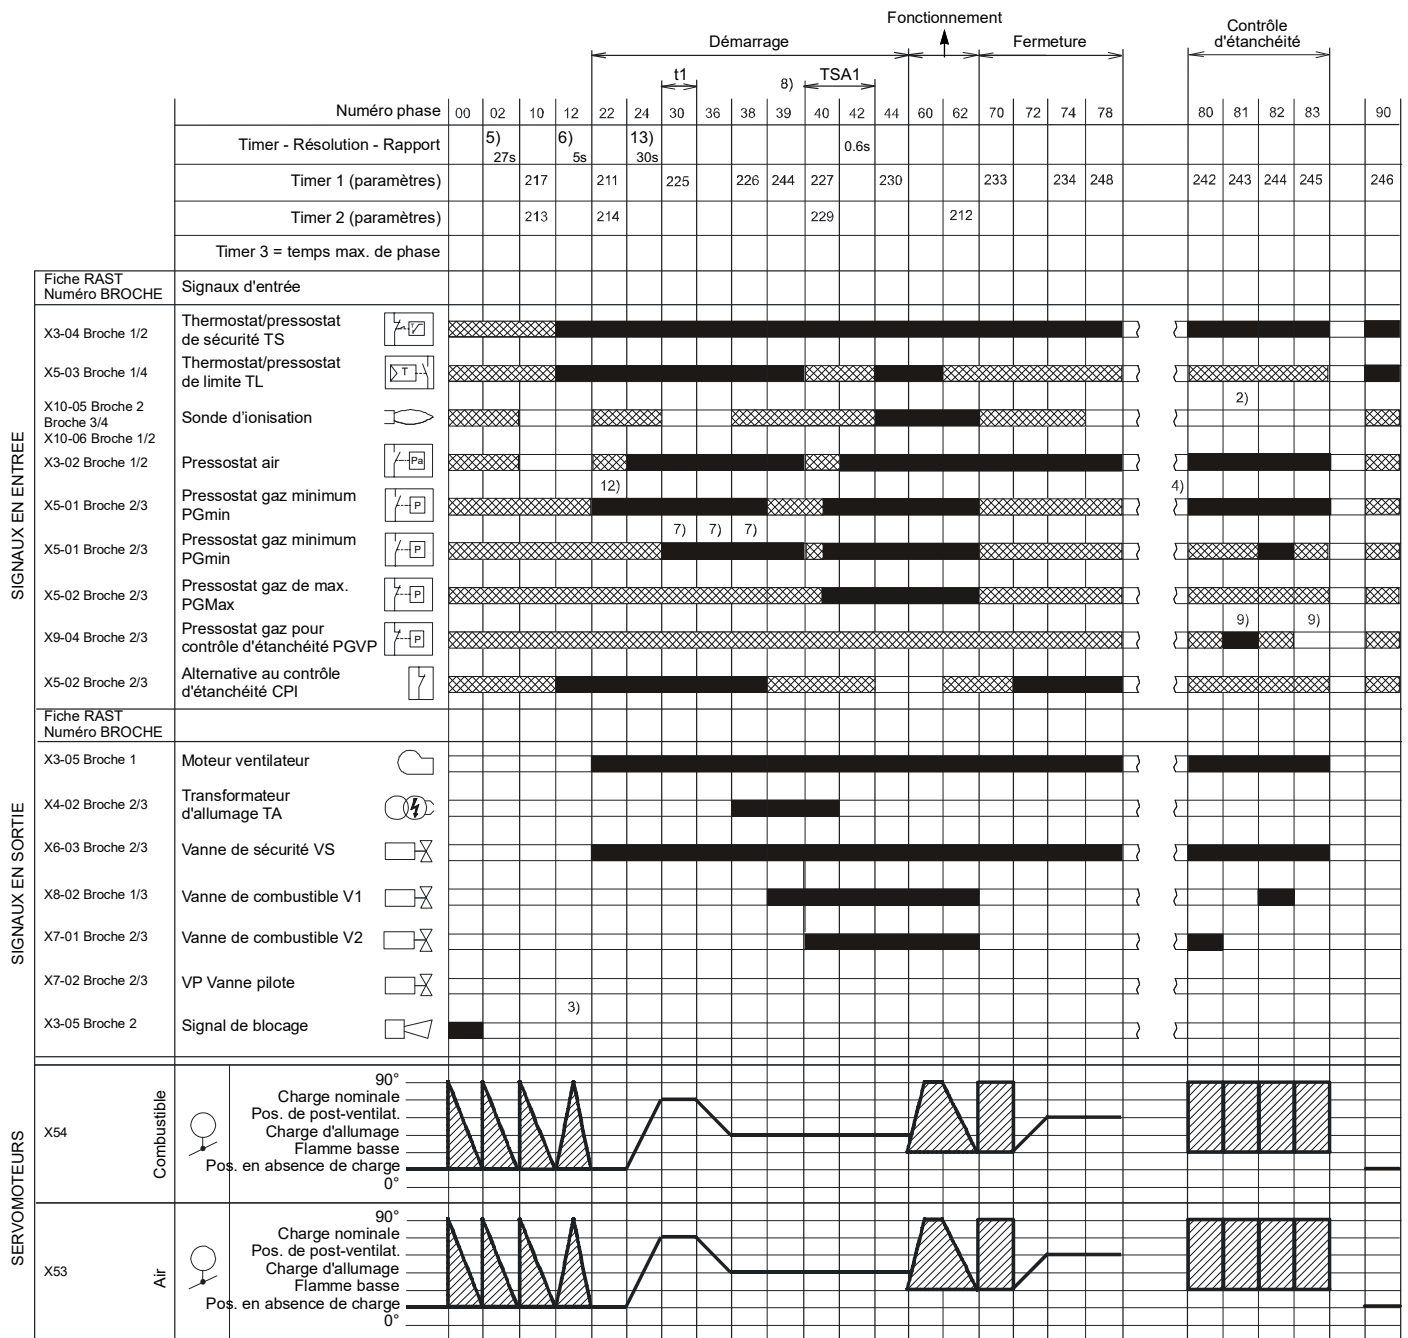 Fonctionnement
Démarrage
Fermeture
Contrôle
d'étanchéité
t1
8)
TSA1
Numéro phase 00 02 10 12 22 24 30 36 38 39 40 42 44 60 62 70 72 74 78 80 81 82 83 90
Timer - Résolution - Rapport 5) 27s 6) 5s 13) 30s 0.6s
Timer 1 (paramètres) 217 211 225 226 244 227 230 233 234 248 242 243 244 245 246
Timer 2 (paramètres) 213 214 229 212
Timer 3 = temps max. de phase
Fiche RAST
Numéro BROCHE
Signaux d'entrée
SIGNAUX EN ENTREE
X3-04 Broche 1/2
Thermostat/pressostat
de sécurité TS
X5-03 Broche 1/4
Thermostat/pressostat
de limite TL
T
2)
X10-05 Broche 2
Broche 3/4
X10-06 Broche 1/2
Sonde d'ionisation
X3-02 Broche 1/2
Pressostat air
Pa
12)
4)
X5-01 Broche 2/3
Pressostat gaz minimum
PGmin
P
7) 7) 7)
X5-01 Broche 2/3
Pressostat gaz minimum
PGmin
P
X5-02 Broche 2/3
Pressostat gaz de max.
PGMax
P
9) 9)
X9-04 Broche 2/3
Pressostat gaz pour
contrôle d'étanchéité PGVP
P
X5-02 Broche 2/3
Alternative au contrôle
d'étanchéité CPI
Fiche RAST
Numéro BROCHE
SIGNAUX EN SORTIE
X3-05 Broche 1
Moteur ventilateur
X4-02 Broche 2/3
Transformateur
d'allumage TA
X6-03 Broche 2/3
Vanne de sécurité VS
X8-02 Broche 1/3
Vanne de combustible V1
X7-01 Broche 2/3
Vanne de combustible V2
X7-02 Broche 2/3
VP Vanne pilote
3)
X3-05 Broche 2
Signal de blocage
SERVOMOTEURS
X54
Combustible
90°
Charge nominale
Pos. de post-ventilat.
Charge d'allumage
Flamme basse
Pos. en absence de charge
0°
X53
Air
90°
Charge nominale
Pos. de post-ventilat.
Charge d'allumage
Flamme basse
Pos. en absence de charge
0°